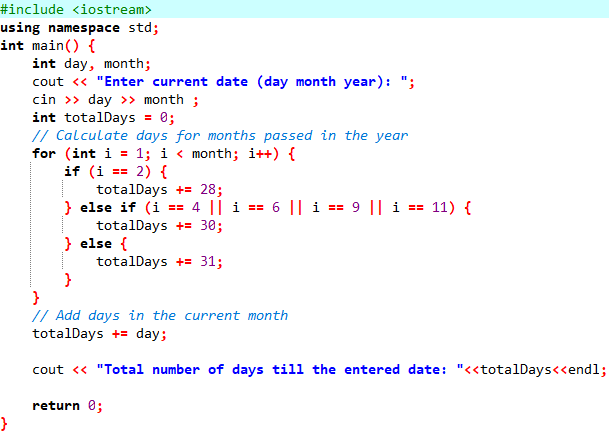 #include <iostream>
using namespace std;
int main() {
    int day, month;
    cout << "Enter current date (day month year): ";
    cin >> day >> month ;
    int totalDays = 0;
    // Calculate days for months passed in the year
    for (int i = 1; i < month; i++) {
        if (i == 2) {
            totalDays += 28;
        } else if (i == 4 || i == 6 || i == 9 || i == 11) {
            totalDays += 30;
        } else {
            totalDays += 31;
        }
    }
    // Add days in the current month
    totalDays += day;

    cout << "Total number of days till the entered date: "<<totalDays<<endl;

    return 0;
}